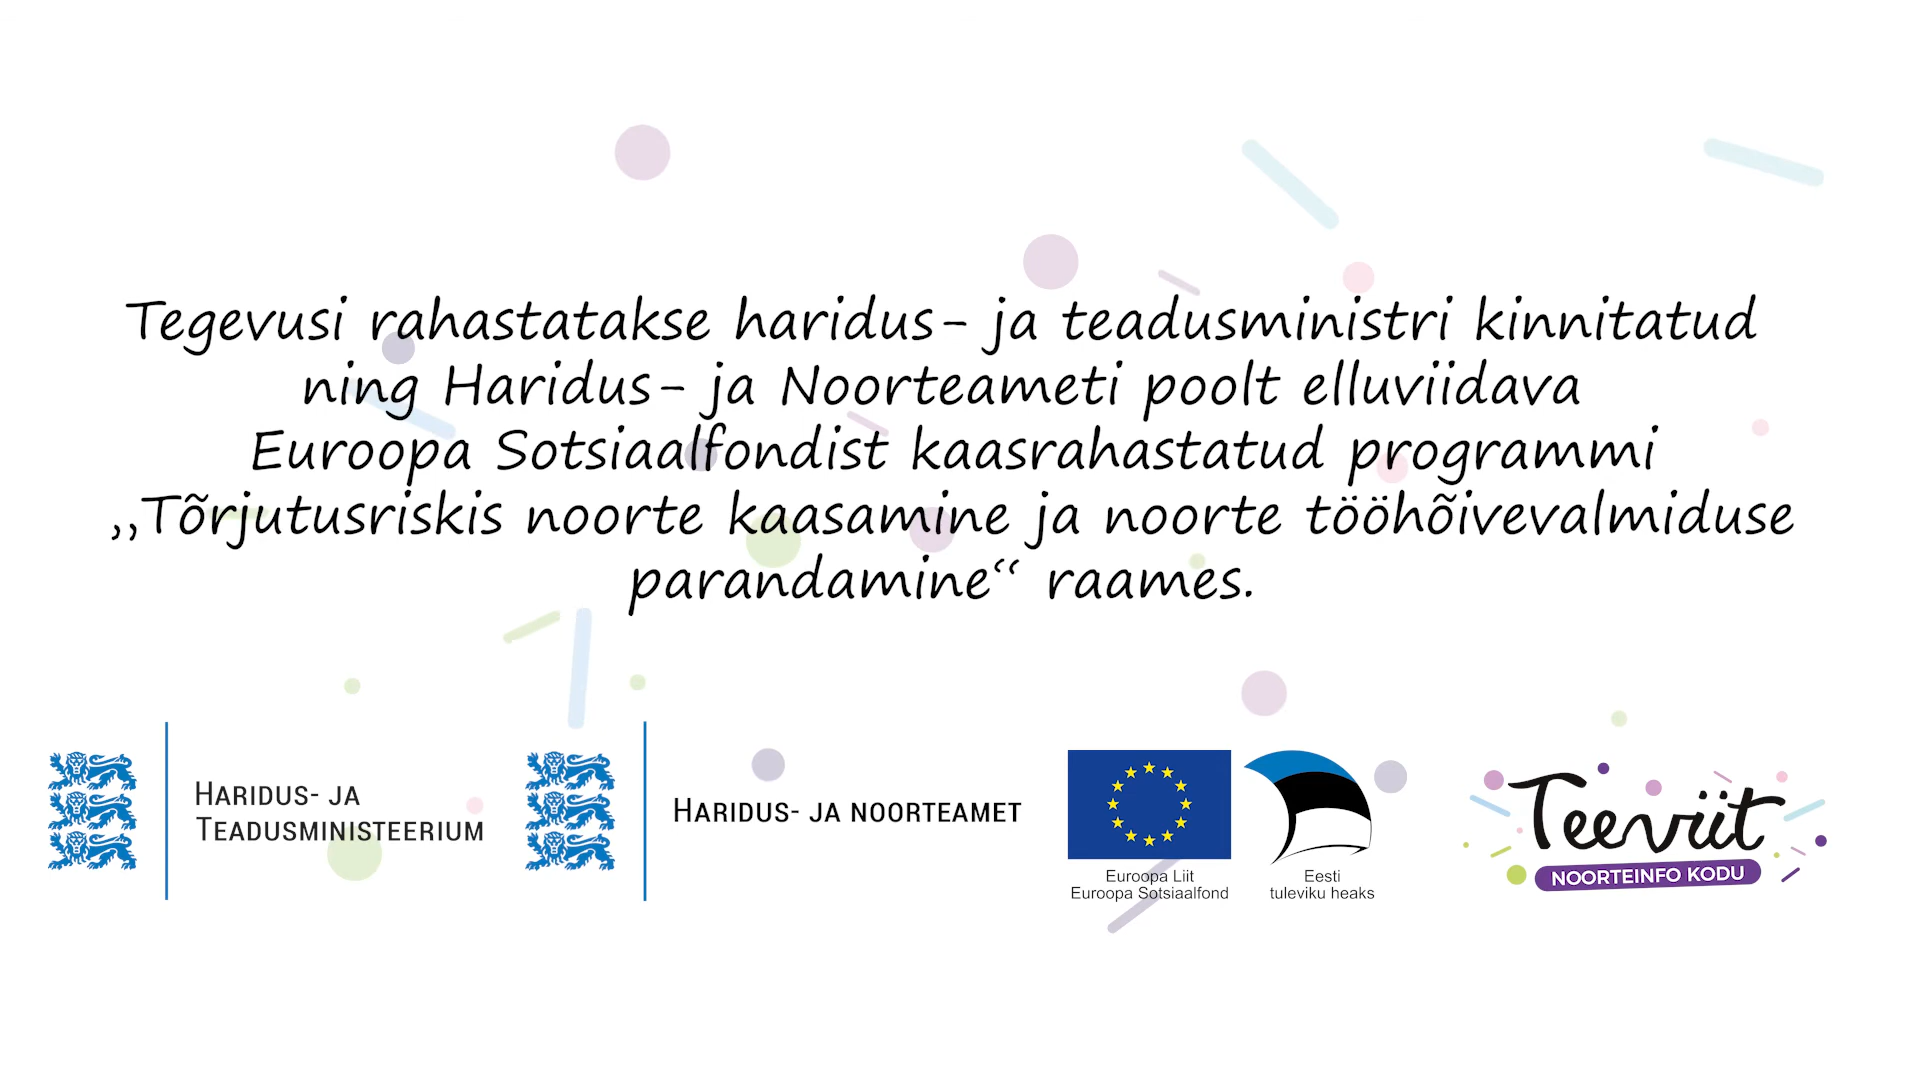 Tegevusi rahastatakse haridus- ja teadusministri kinnitatud
ning Haridus- ja Noorteameti poolt elluviidava
Euroopa Sotsiaalfondist kaasrahastatud programmi
,,Tõrjutusriskis noorte kaasamine ja noorte tööhõivevalmiduse
parandamine“ raames.
HARIDUS- JA
TEADUSMINISTEERIUM
HARIDUS- JA NOORTEAMET
Euroopa Liit
Euroopa Sotsiaalfond
Eesti
tuleviku heaks
Teeviit
NOORTEINFO KODU